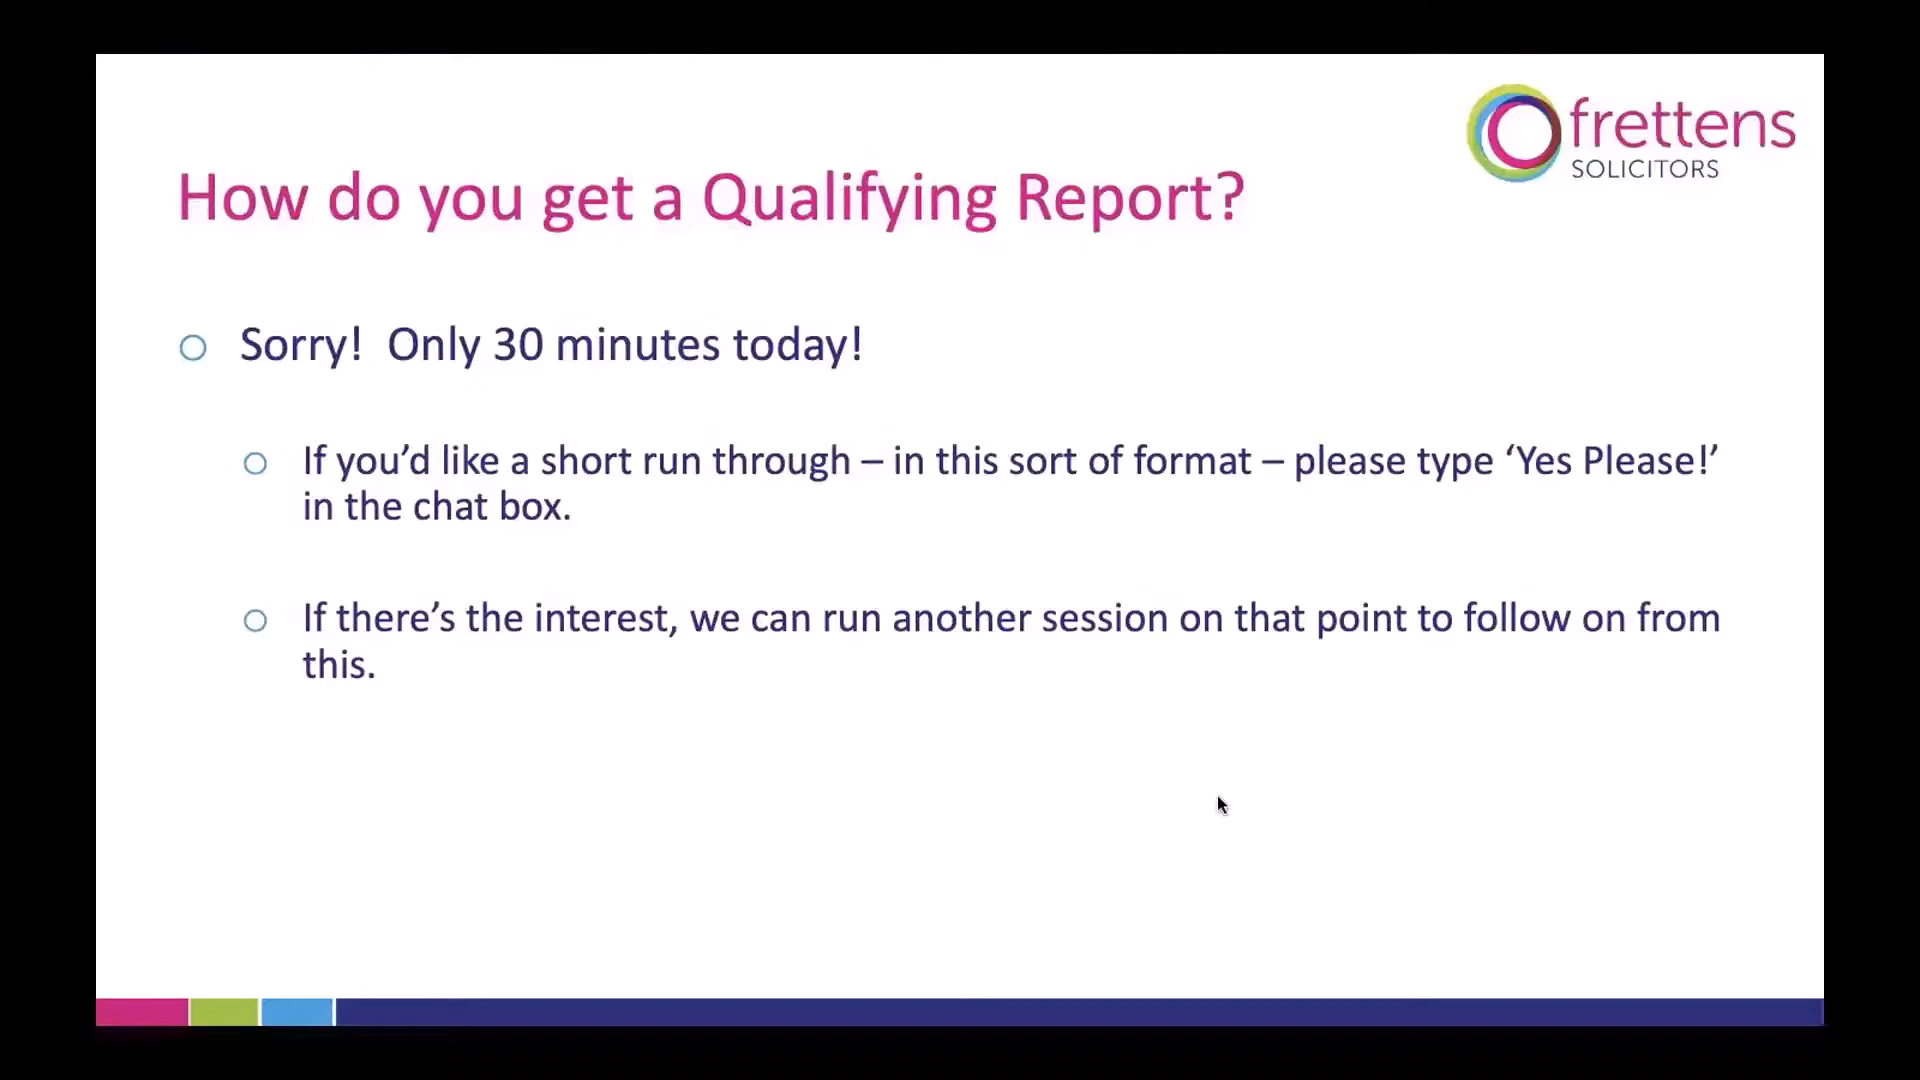 frettens
SOLICITORS
How do you get a Qualifying Report?
Sorry!  Only 30 minutes today!
If you’d like a short run through – in this sort of format – please type ‘Yes Please!’
in the chat box.
If there’s the interest, we can run another session on that point to follow on from
this.